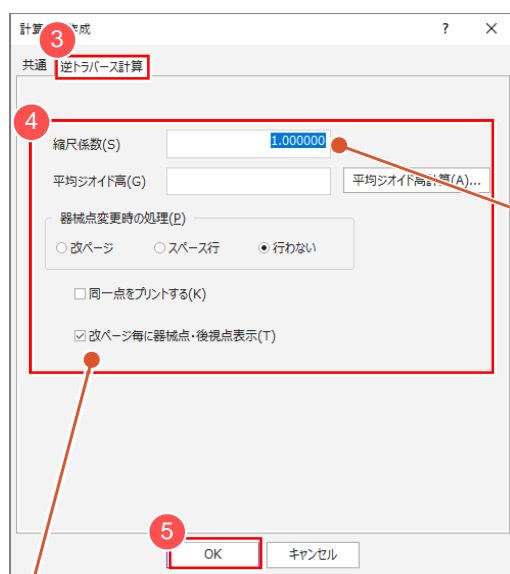 計算 作成 ? ×
3
共通 逆トラバース計算
4
縮尺係数(S) 1.000000
平均ジオイド高(G) 平均ジオイド高計算(A)...
器械点変更時の処理(P)
改ページ スペース行 行わない
同一点をプリントする(K)
改ページ毎に器械点・後視点表示(T)
5
OK キャンセル